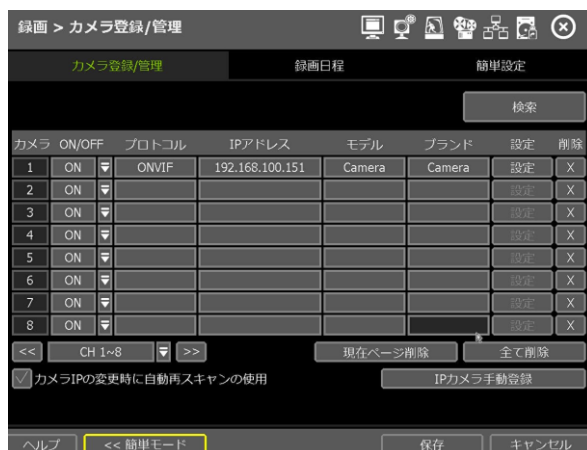 録画 > カメラ登録/管理
カメラ登録/管理 録画日程 簡単設定
検索
カメラ ON/OFF プロトコル IPアドレス モデル ブランド 設定 削除
1 ON ONVIF 192.168.100.151 Camera Camera 設定 X
2 ON 設定 X
3 ON 設定 X
4 ON 設定 X
5 ON 設定 X
6 ON 設定 X
7 ON 設定 X
8 ON 設定 X
<< CH 1~8 >> 現在ページ削除 全て削除
カメラIPの変更時に自動再スキャンの使用 IPカメラ手動登録
ヘルプ << 簡単モード 保存 キャンセル